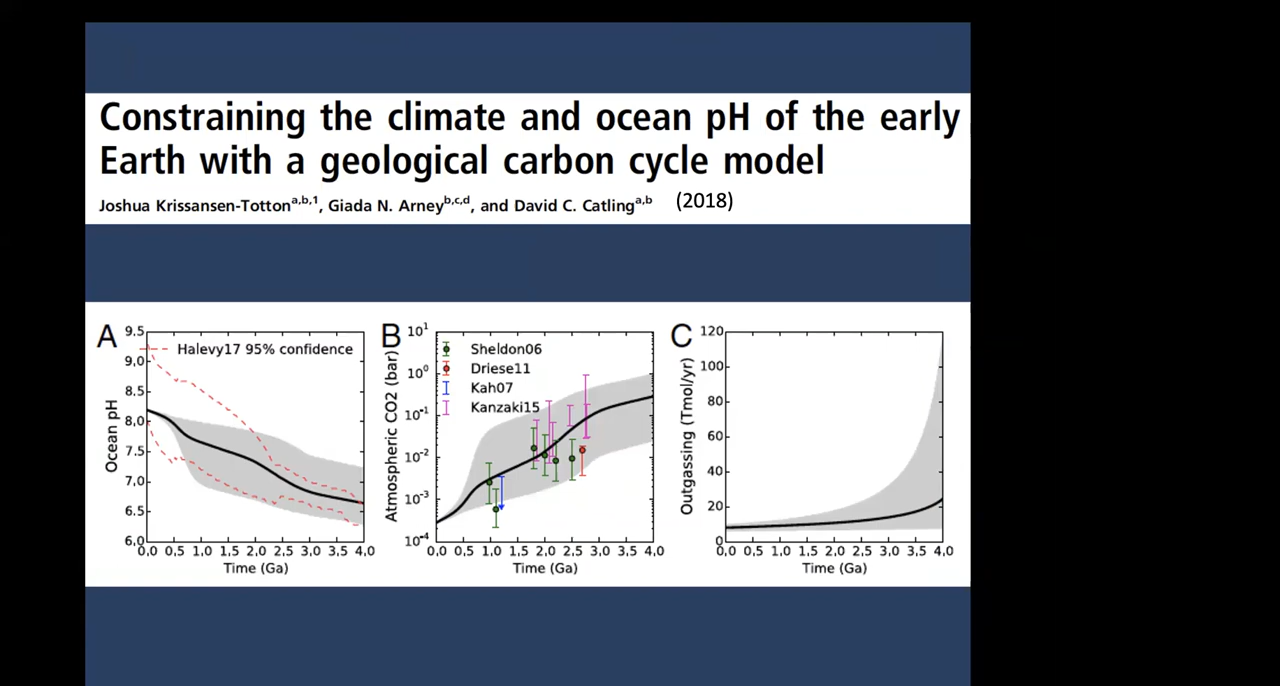 Constraining the climate and ocean pH of the early
Earth with a geological carbon cycle model
Joshua Krissansen-Totton^a,b,1, Giada N. Arney^b,c,d, and David C. Catling^a,b (2018)
A
Ocean pH
9.5
9.0
8.5
8.0
7.5
7.0
6.5
6.0
Halevy17 95% confidence
0,0 0,5 1,0 1,5 2,0 2,5 3,0 3,5 4,0
Time (Ga)
B
Atmospheric CO2 (bar)
10^1
10^0
10^-1
10^-2
10^-3
10^-4
Sheldon06
Driese11
Kah07
Kanzaki15
0,0 0,5 1,0 1,5 2,0 2,5 3,0 3,5 4,0
Time (Ga)
C
Outgassing (Tmol/yr)
120
100
80
60
40
20
0
0,0 0,5 1,0 1,5 2,0 2,5 3,0 3,5 4,0
Time (Ga)